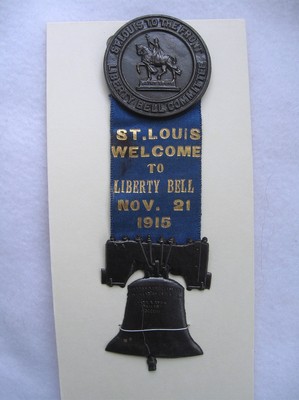 ST. LOUIS TO THE FRONT
LIBERTY BELL COMMITTEE
ST. LOUIS
WELCOME
TO
LIBERTY BELL
NOV. 21
1915